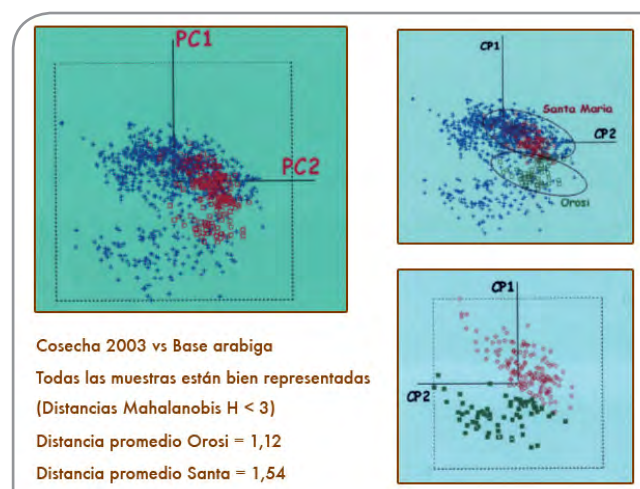 PC1
PC2
CP1
Santa Maria
CP2
Orosi
CP1
CP2
Cosecha 2003 vs Base arabiga
Todas las muestras están bien representadas
(Distancias Mahalanobis H < 3)
Distancia promedio Orosi = 1,12
Distancia promedio Santa = 1,54